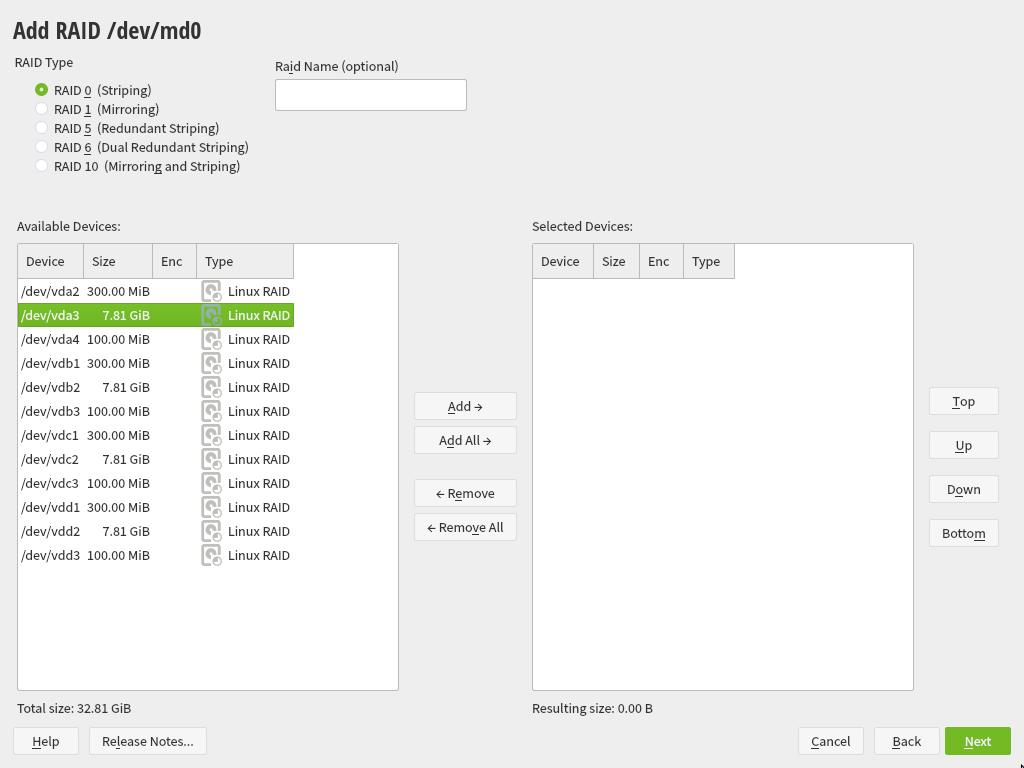 Add RAID /dev/md0
RAID Type
Raid Name (optional)
RAID 0 (Striping)
RAID 1 (Mirroring)
RAID 5 (Redundant Striping)
RAID 6 (Dual Redundant Striping)
RAID 10 (Mirroring and Striping)
Available Devices:
Device Size Enc Type
/dev/vda2 300.00 MiB Linux RAID
/dev/vda3 7.81 GiB Linux RAID
/dev/vda4 100.00 MiB Linux RAID
/dev/vdb1 300.00 MiB Linux RAID
/dev/vdb2 7.81 GiB Linux RAID
/dev/vdb3 100.00 MiB Linux RAID
/dev/vdc1 300.00 MiB Linux RAID
/dev/vdc2 7.81 GiB Linux RAID
/dev/vdc3 100.00 MiB Linux RAID
/dev/vdd1 300.00 MiB Linux RAID
/dev/vdd2 7.81 GiB Linux RAID
/dev/vdd3 100.00 MiB Linux RAID
Total size: 32.81 GiB
Add →
Add All →
← Remove
← Remove All
Selected Devices:
Device Size Enc Type
Resulting size: 0.00 B
Top
Up
Down
Bottom
Help Release Notes... Cancel Back Next